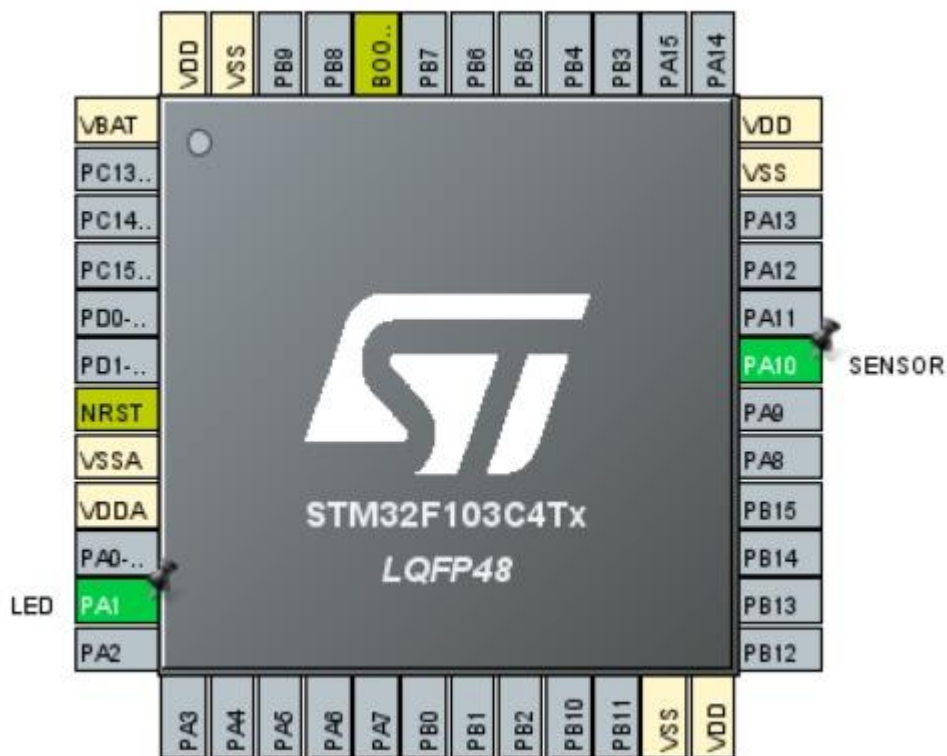 VDD VSS PB9 PB8 BOO.. PB7 PB6 PB5 PB4 PB3 PA15 PA14
VBAT
PC13..
PC14..
PC15..
PD0-..
PD1-..
NRST
VSSA
VDDA
PA0-..
LED PA1
PA2
ST
STM32F103C4Tx
LQFP48
VDD
VSS
PA13
PA12
PA11
PA10 SENSOR
PA9
PA8
PB15
PB14
PB13
PB12
PA3 PA4 PA5 PA6 PA7 PB0 PB1 PB2 PB10 PB11 VSS VDD